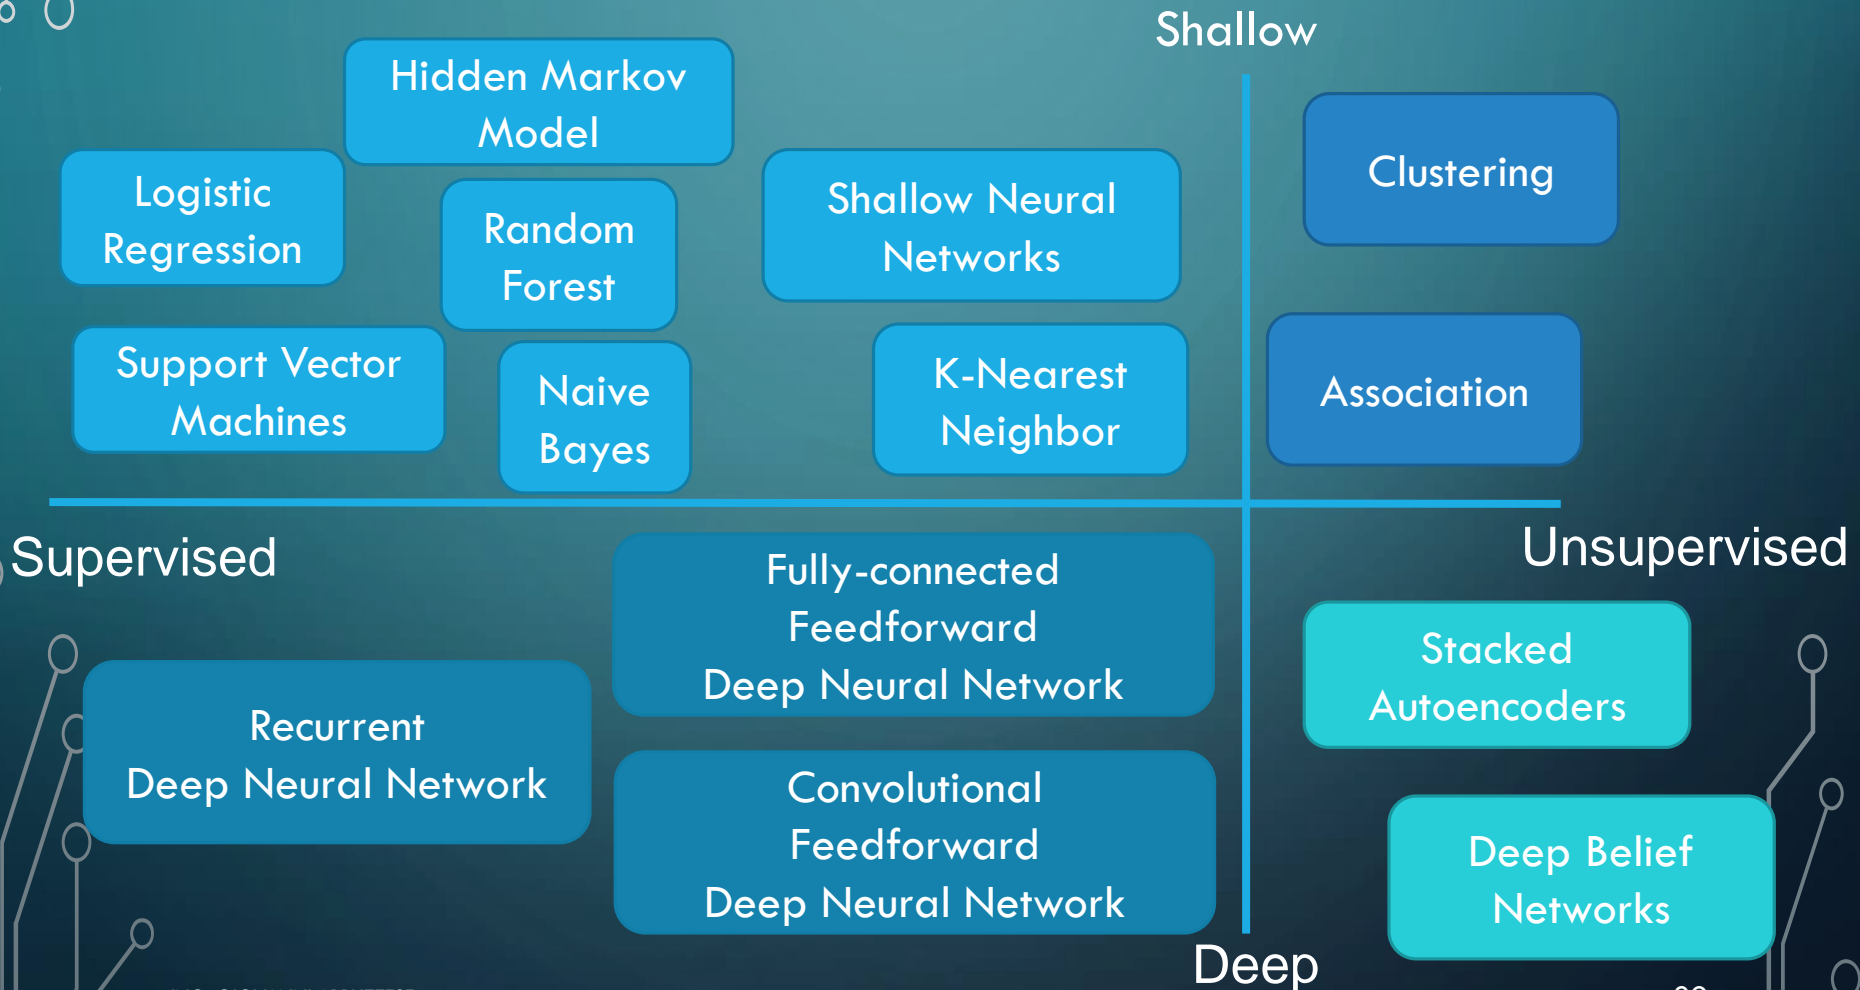 Shallow
Hidden Markov
Model
Logistic
Regression
Random
Forest
Shallow Neural
Networks
Clustering
Support Vector
Machines
Naive
Bayes
K-Nearest
Neighbor
Association
Supervised
Unsupervised
Fully-connected
Feedforward
Deep Neural Network
Stacked
Autoencoders
Recurrent
Deep Neural Network
Convolutional
Feedforward
Deep Neural Network
Deep Belief
Networks
Deep